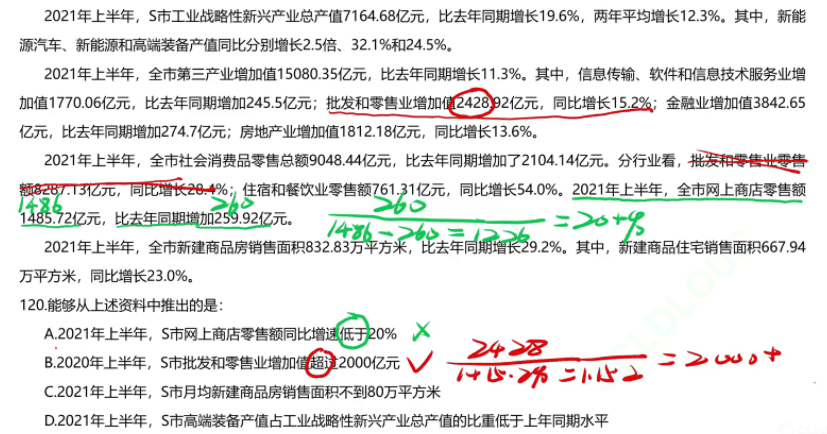 2021年上半年，S市工业战略性新兴产业总产值7164.68亿元，比去年同期增长19.6%，两年平均增长12.3%。其中，新能
源汽车、新能源和高端装备产值同比分别增长2.5倍、32.1%和24.5%。
2021年上半年，全市第三产业增加值15080.35亿元，比去年同期增长11.3%。其中，信息传输、软件和信息技术服务业增
加值1770.06亿元，比去年同期增加245.5亿元；批发和零售业增加值2428.92亿元，同比增长15.2%；金融业增加值3842.65
亿元，比去年同期增加274.7亿元；房地产业增加值1812.18亿元，同比增长13.6%。
2021年上半年，全市社会消费品零售总额9048.44亿元，比去年同期增加了2104.14亿元。分行业看，批发和零售业零售
额8287.13亿元，同比增长28.4%；住宿和餐饮业零售额761.31亿元，同比增长54.0%。2021年上半年，全市网上商店零售额
1486 260 260
1485.72亿元，比去年同期增加259.92亿元。 1486-260=1226 =20+%
2021年上半年，全市新建商品房销售面积832.83万平方米，比去年同期增长29.2%。其中，新建商品住宅销售面积667.94
万平方米，同比增长23.0%。
120.能够从上述资料中推出的是：
A.2021年上半年，S市网上商店零售额同比增速低于20% ×
B.2020年上半年，S市批发和零售业增加值超过2000亿元 ✓ 2428
1+15.2%=1.152 =2000+
C.2021年上半年，S市月均新建商品房销售面积不到80万平方米
D.2021年上半年，S市高端装备产值占工业战略性新兴产业总产值的比重低于上年同期水平